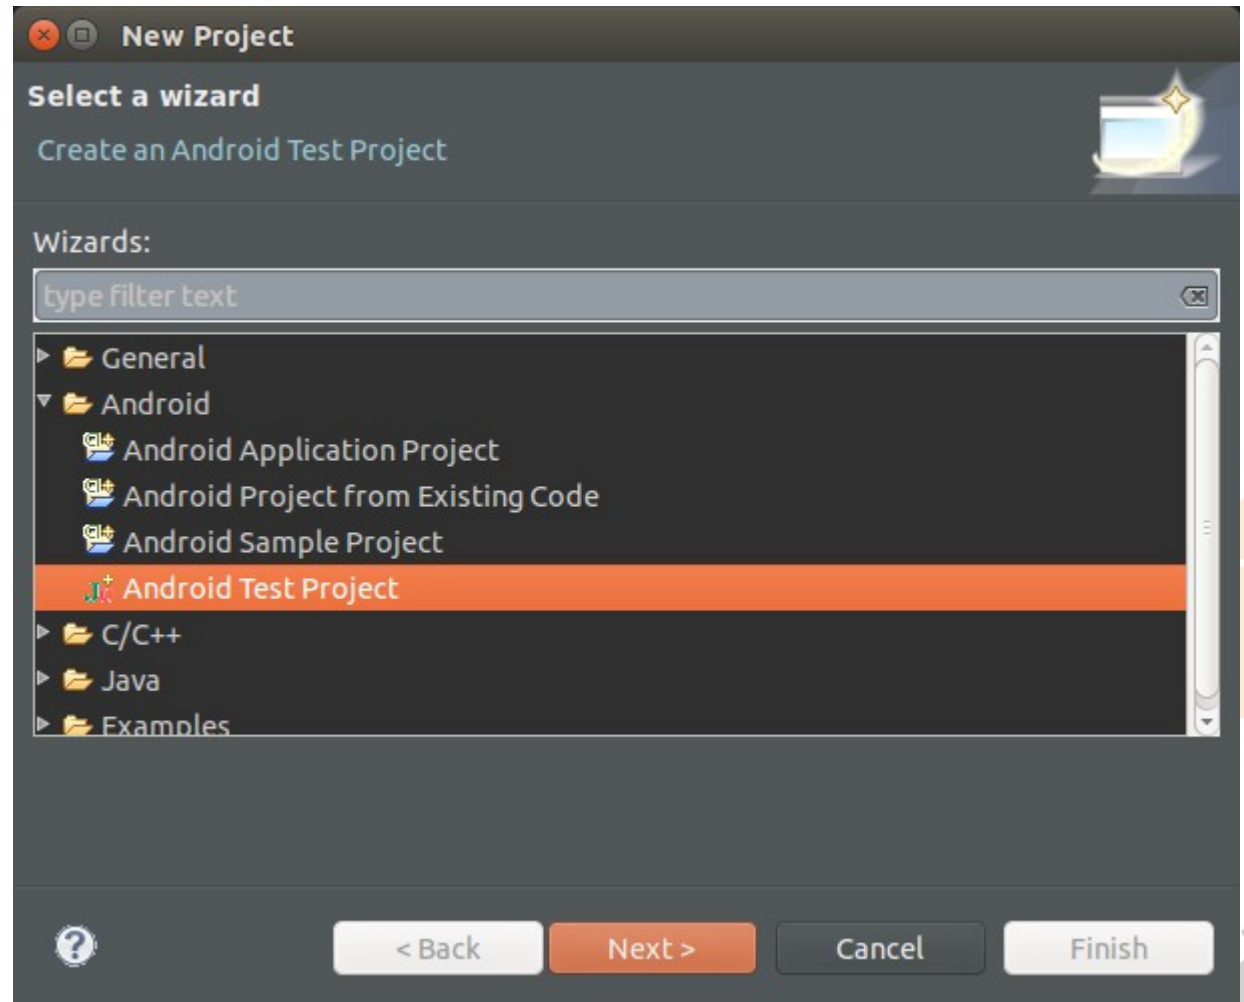 New Project
Select a wizard
Create an Android Test Project
Wizards:
type filter text
General
Android
Android Application Project
Android Project from Existing Code
Android Sample Project
Android Test Project
C/C++
Java
Examples
< Back Next > Cancel Finish